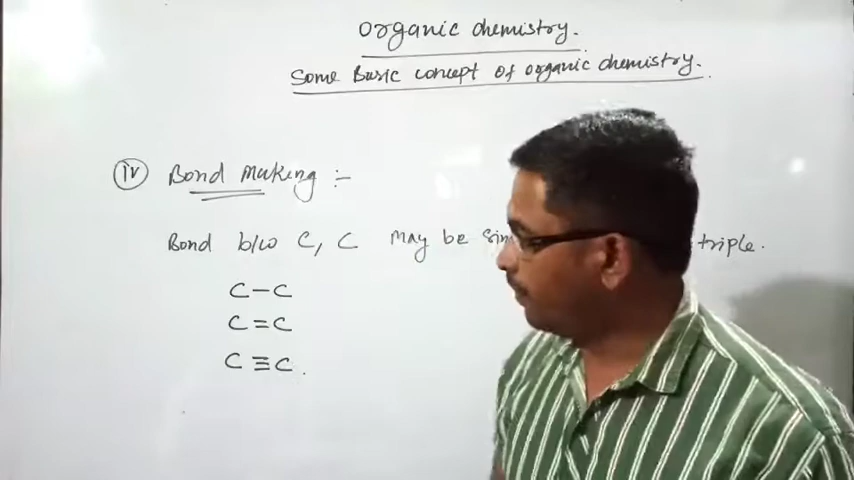 Organic chemistry.
Some Basic concept of organic chemistry.
iv Bond Making :-
Bond b/w C, C May be triple.
C-C
C=C
C≡C.